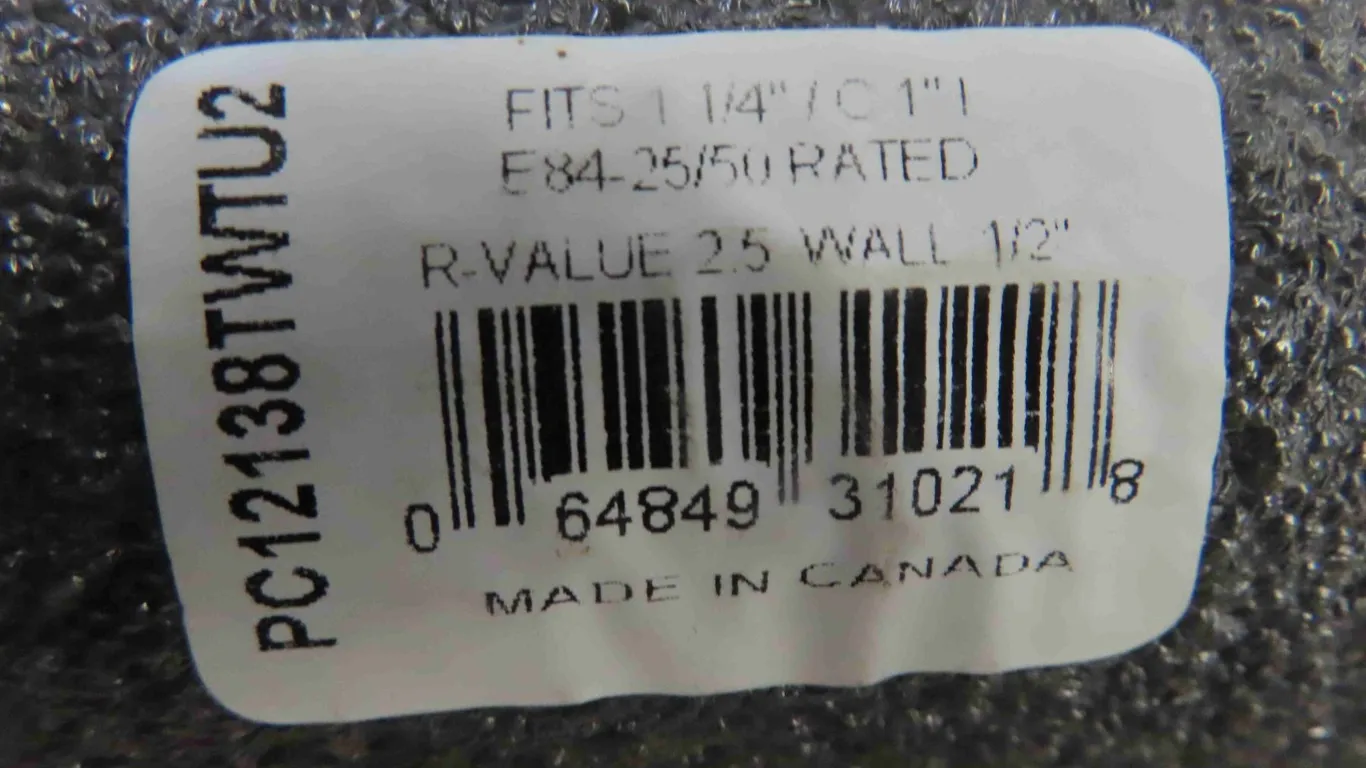 PC12138TWTU2
FITS 1 1/4" / C 1" I
E84-25/50 RATED
R-VALUE 2.5 WALL 1/2"
0 64849 31021 8
MADE IN CANADA